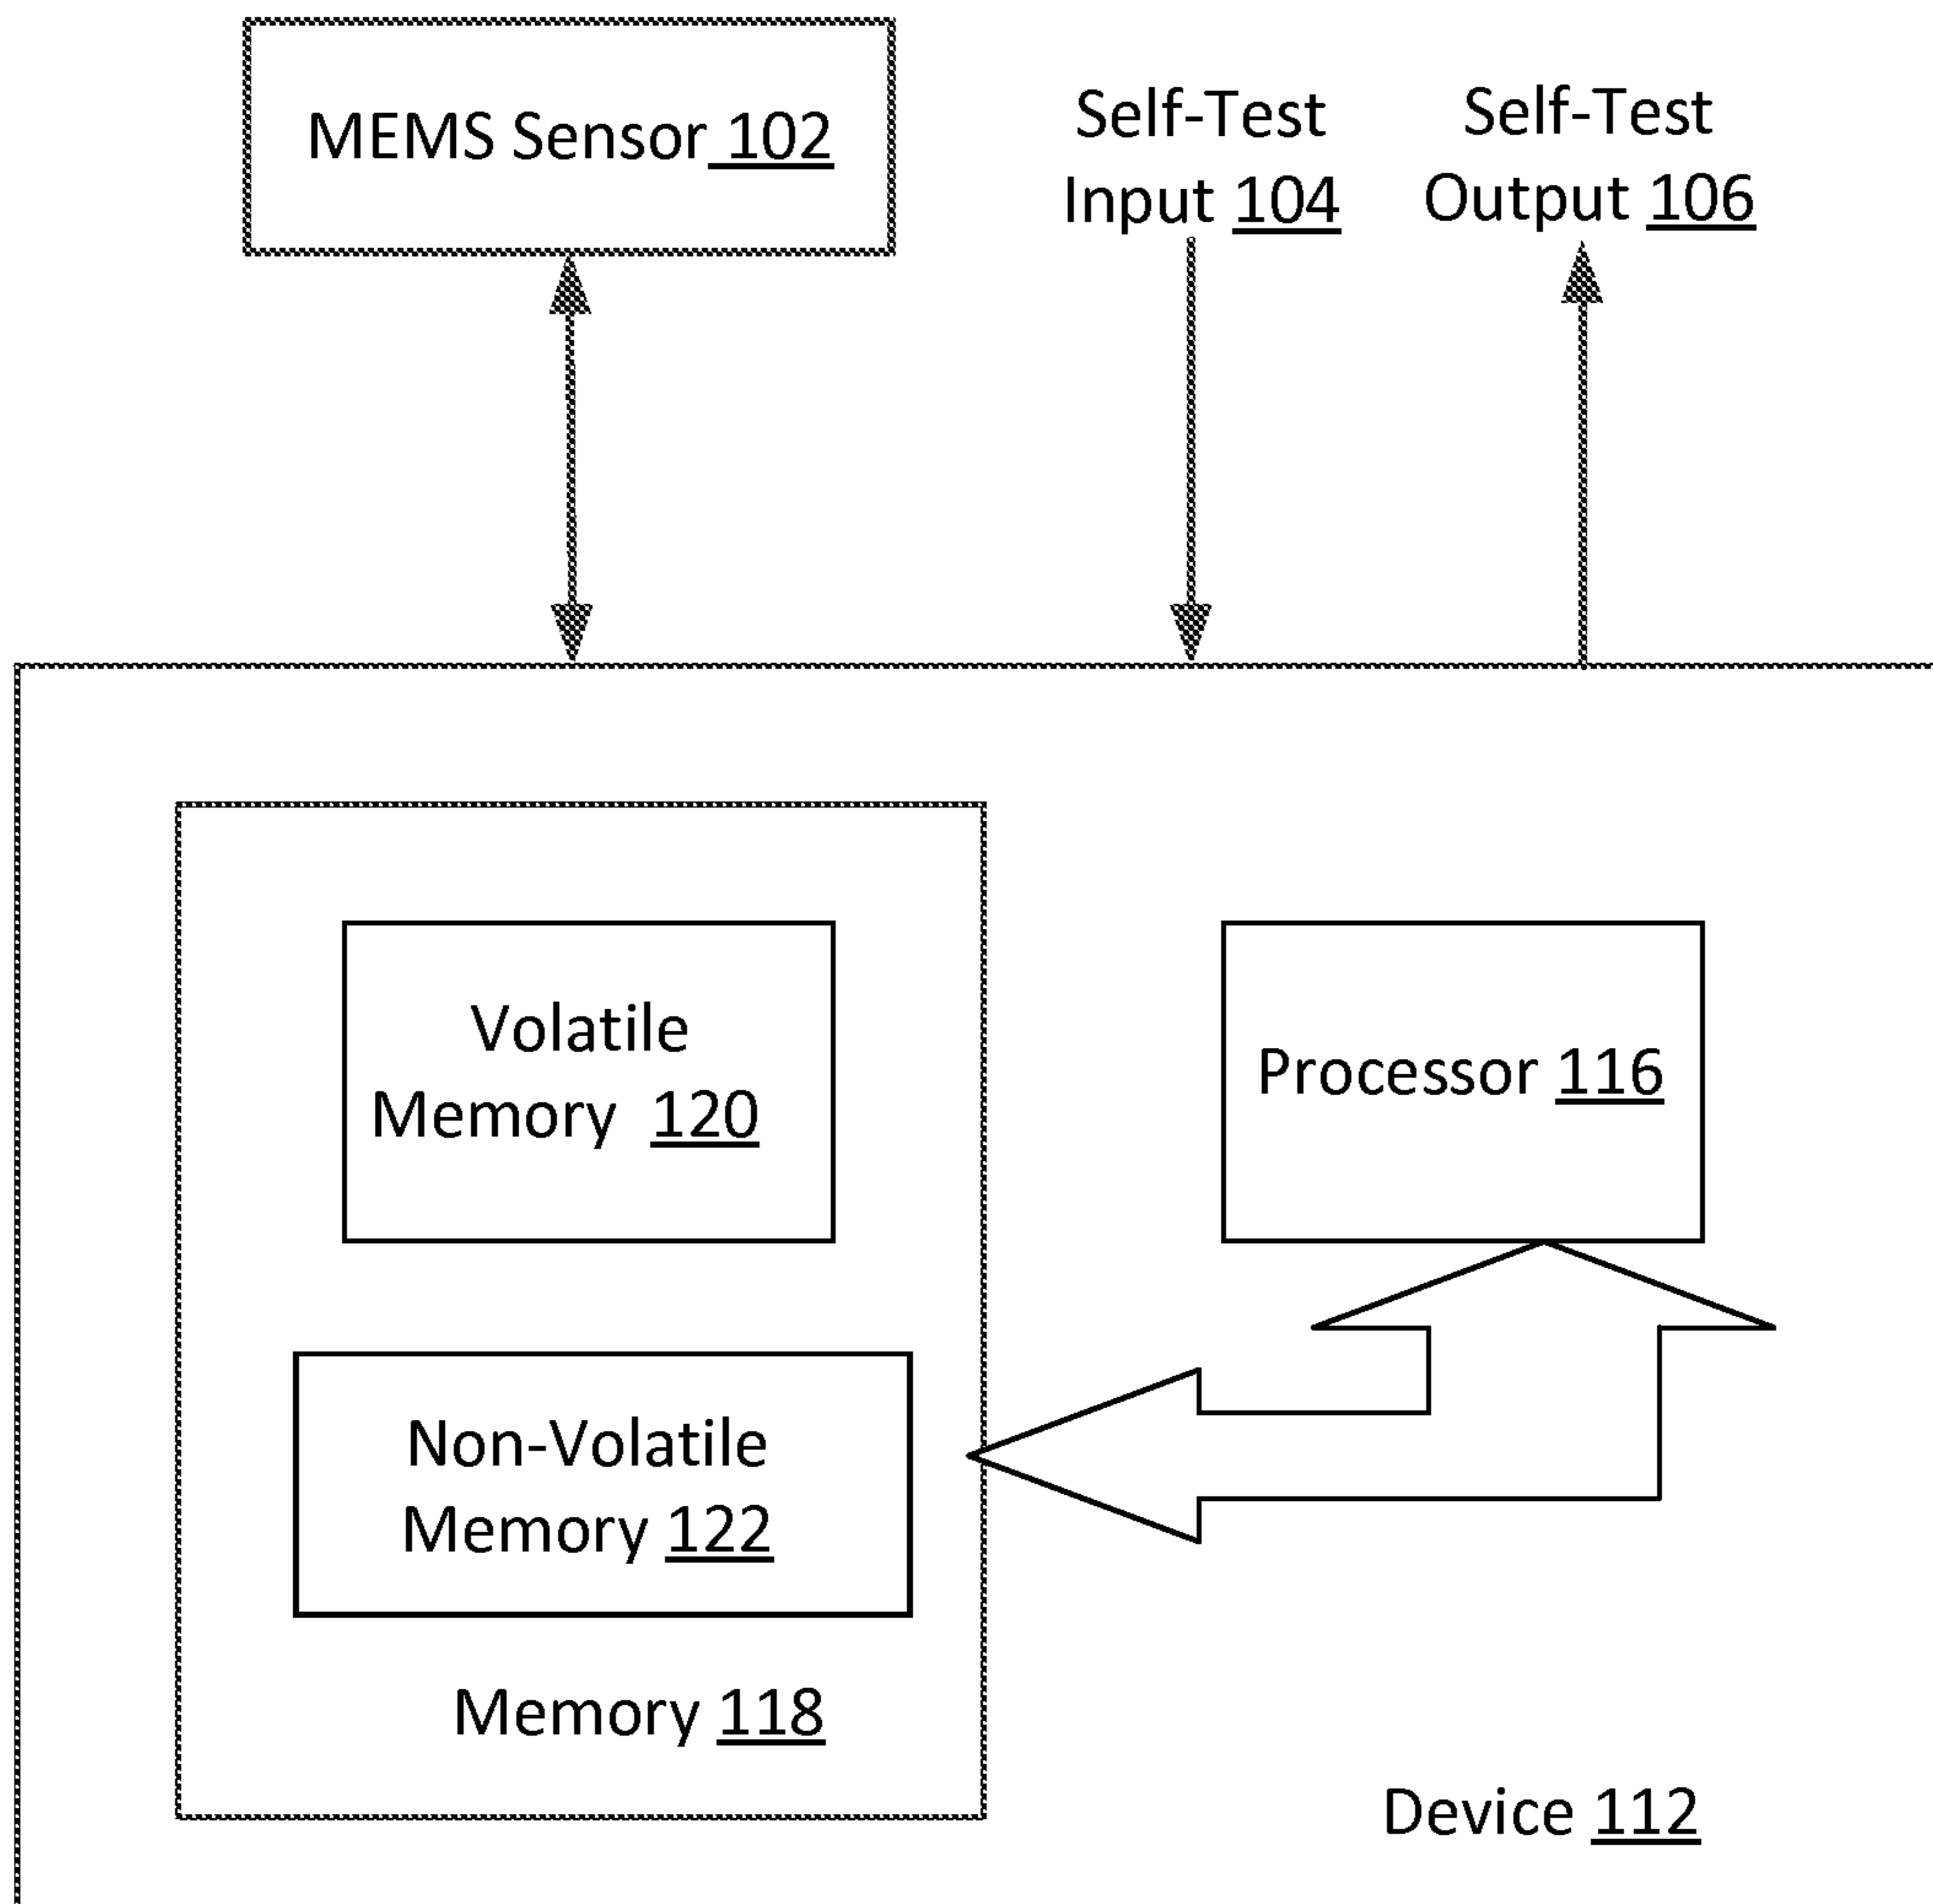 MEMS Sensor 102
Self-Test
Input 104
Self-Test
Output 106
Volatile
Memory 120
Processor 116
Non-Volatile
Memory 122
Memory 118
Device 112